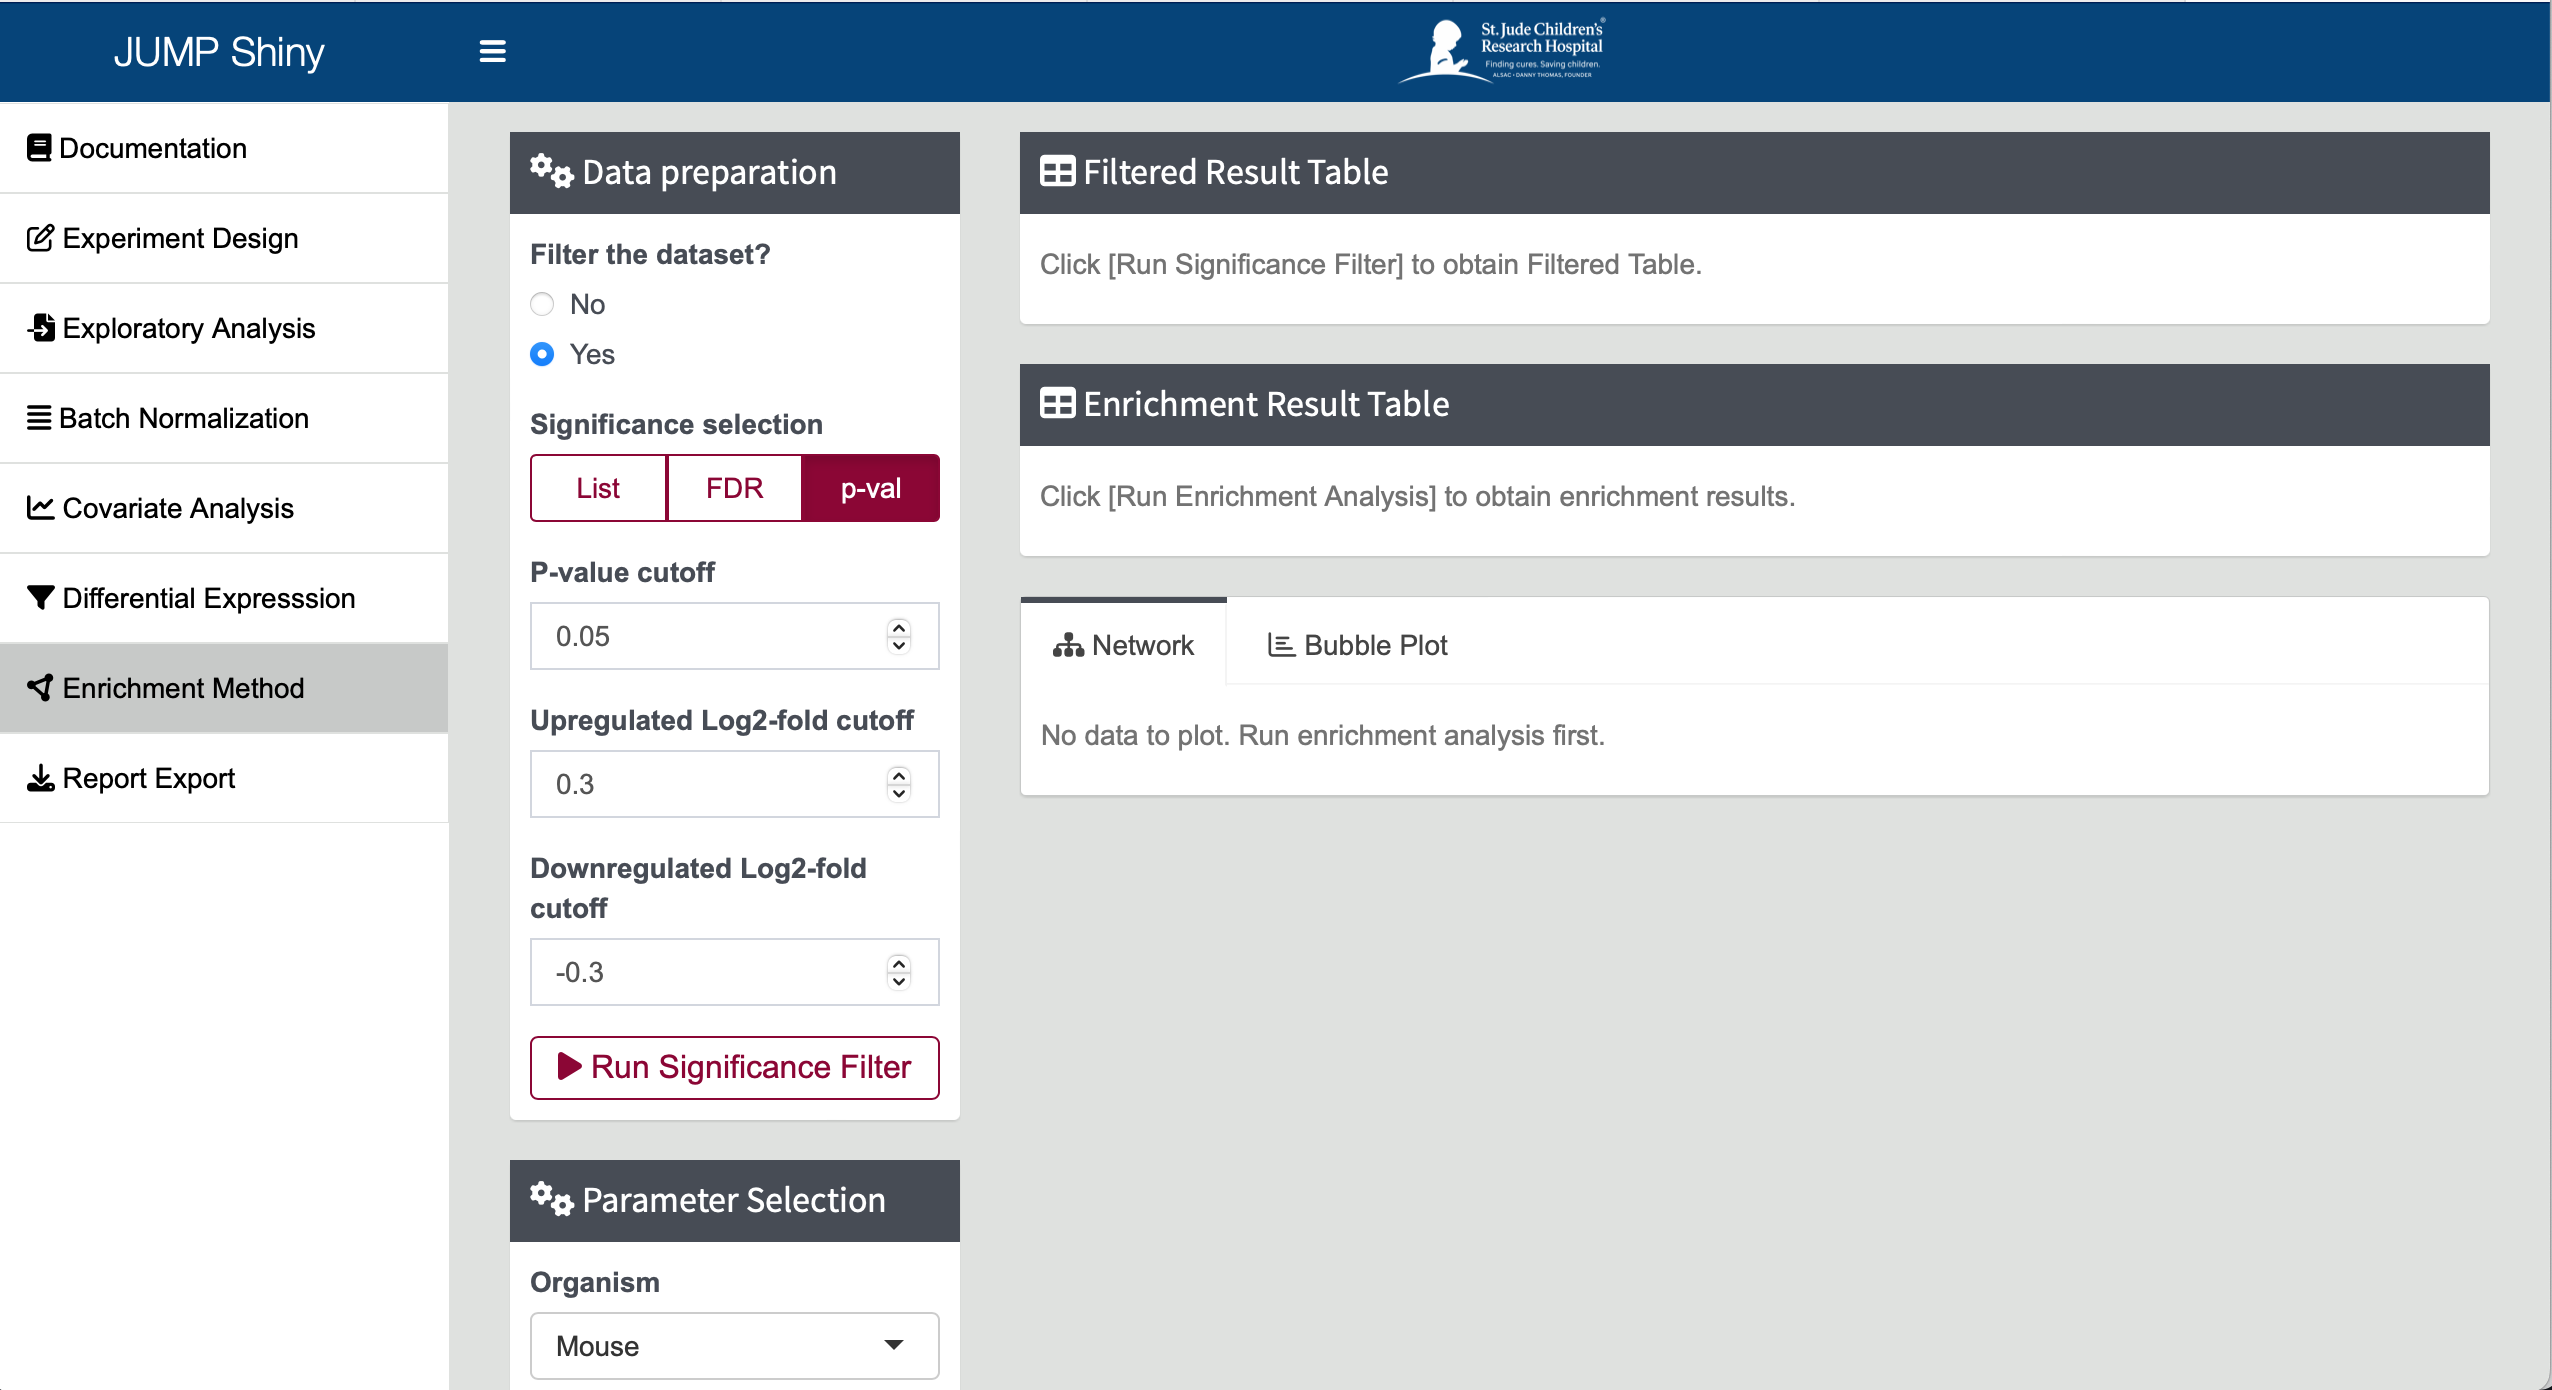 JUMP Shiny
St. Jude Children's®
Research Hospital
Finding cures. Saving children.
ALSAC • DANNY THOMAS, FOUNDER
Documentation
Experiment Design
Exploratory Analysis
Batch Normalization
Covariate Analysis
Differential Expresssion
Enrichment Method
Report Export
Data preparation
Filter the dataset?
No
Yes
Significance selection
List FDR p-val
P-value cutoff
0.05
Upregulated Log2-fold cutoff
0.3
Downregulated Log2-fold
cutoff
-0.3
Run Significance Filter
Parameter Selection
Organism
Mouse
Filtered Result Table
Click [Run Significance Filter] to obtain Filtered Table.
Enrichment Result Table
Click [Run Enrichment Analysis] to obtain enrichment results.
Network Bubble Plot
No data to plot. Run enrichment analysis first.